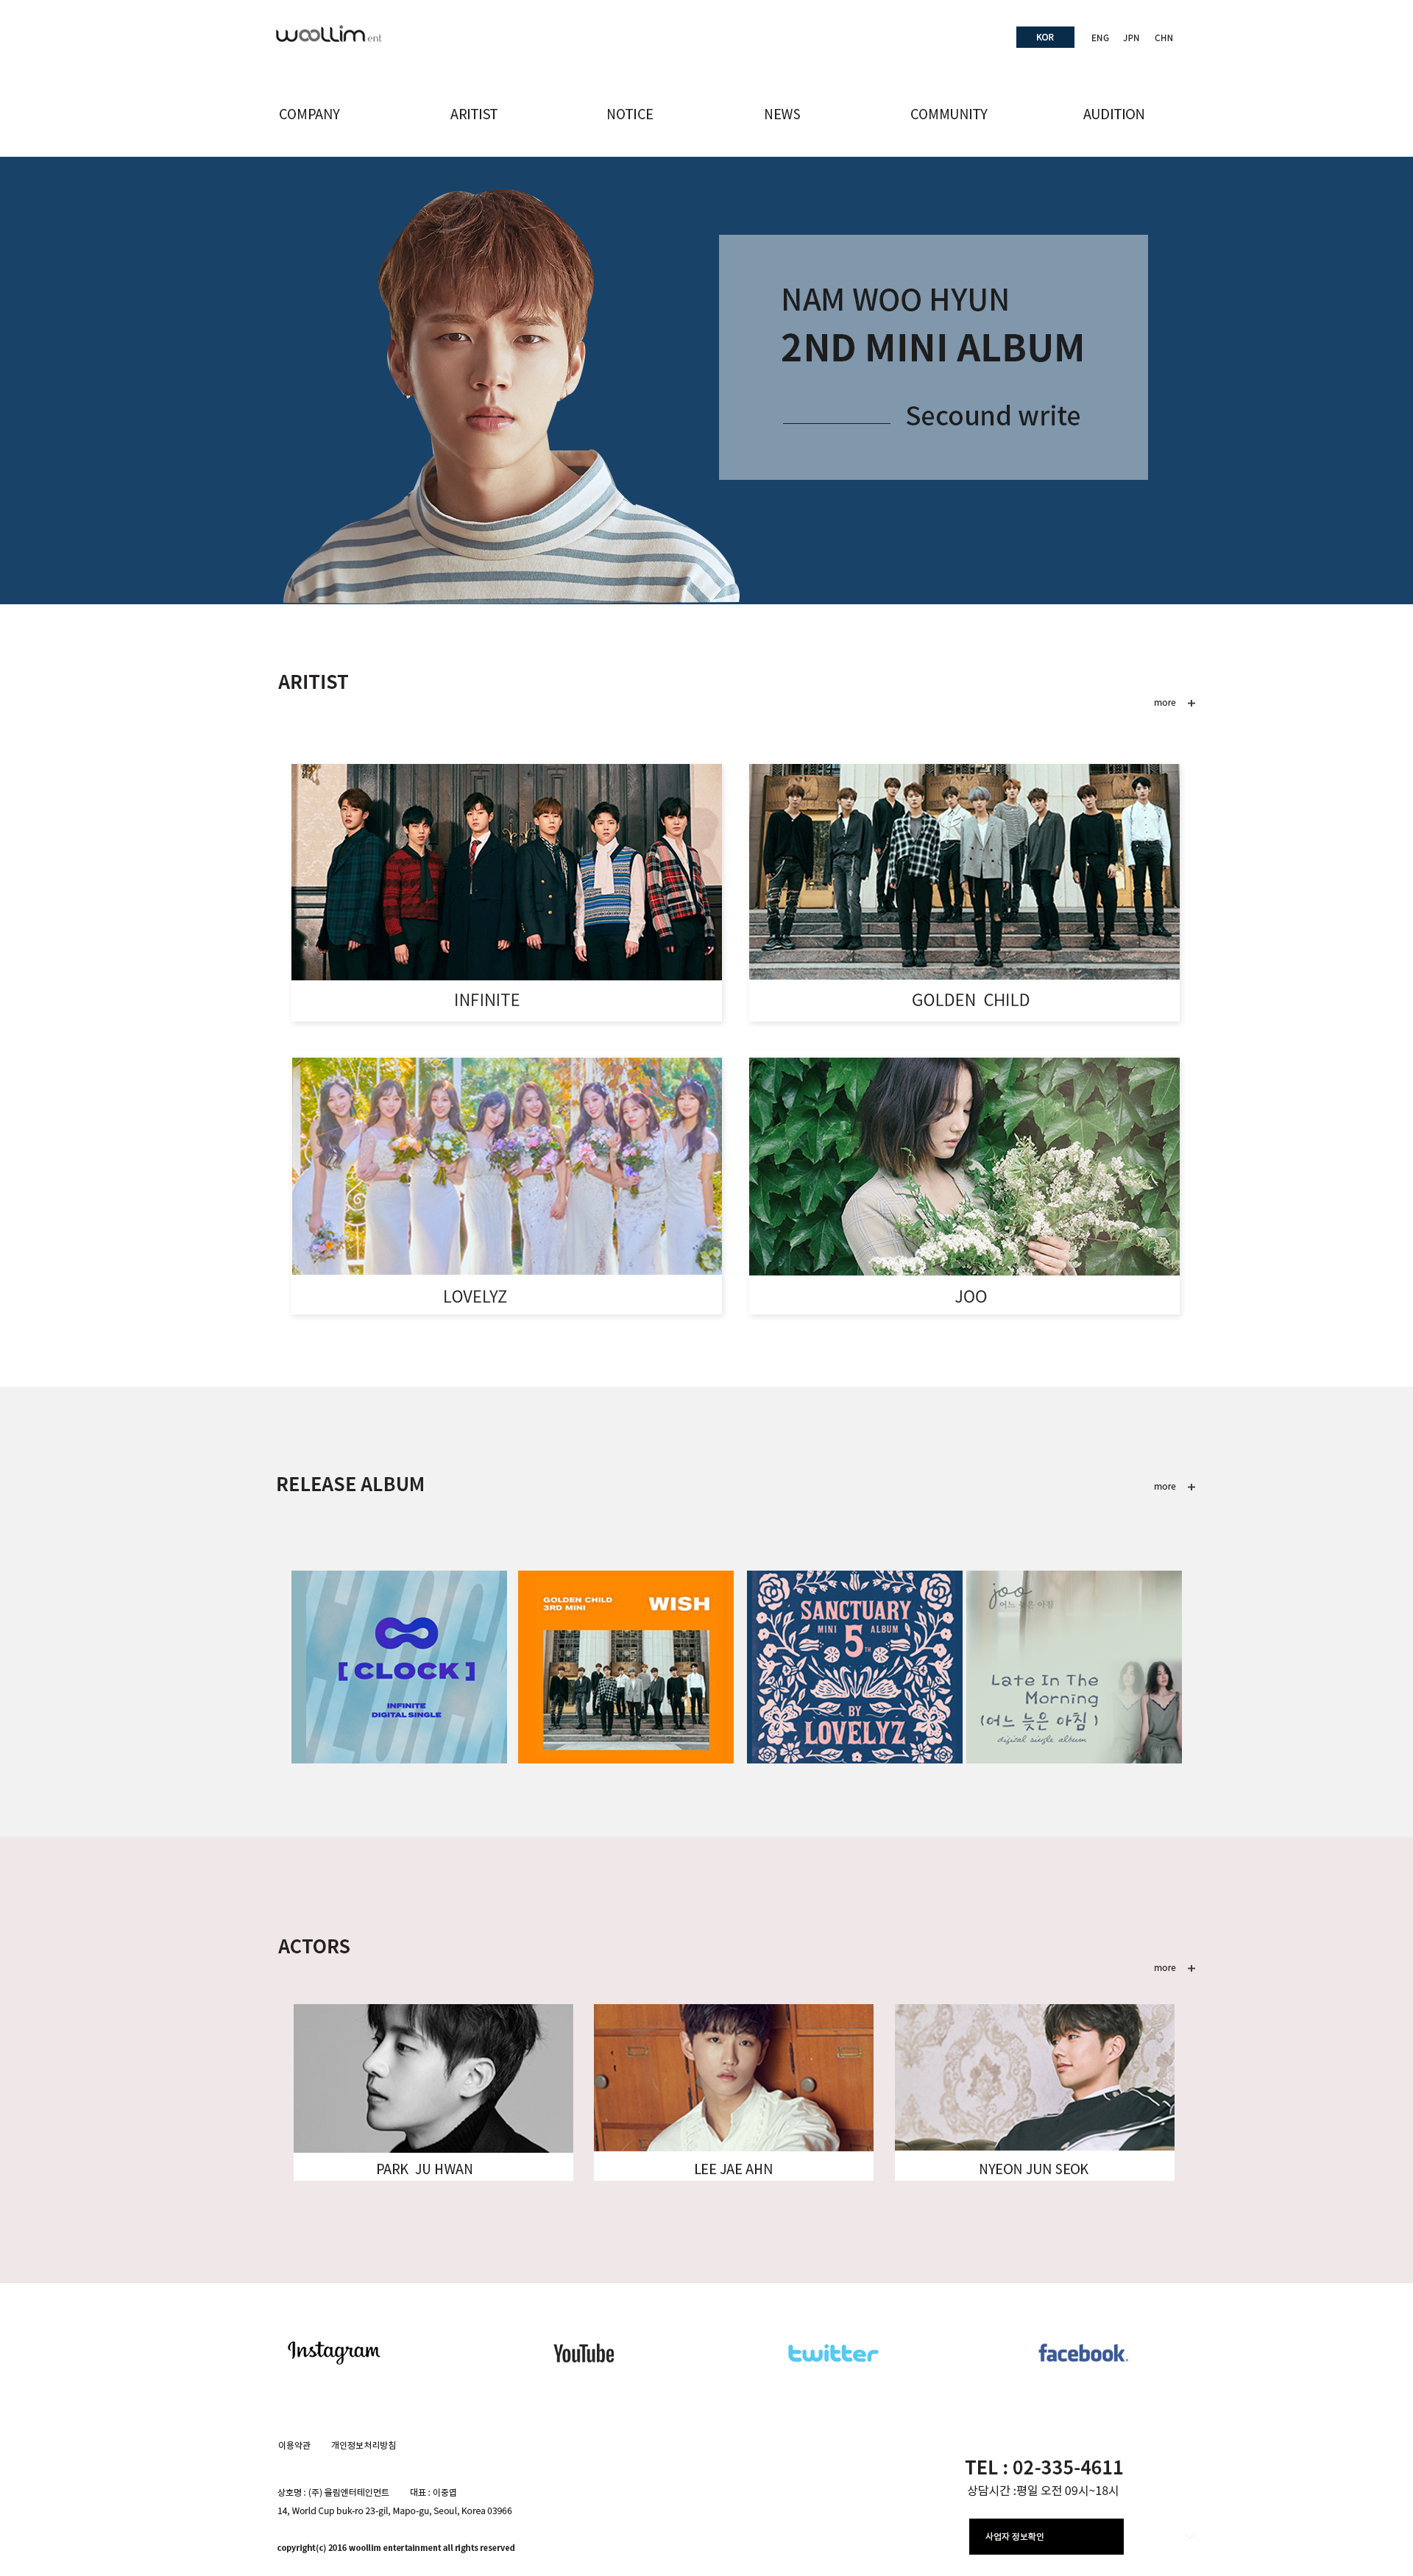 woollim ent
KOR ENG JPN CHN
COMPANY ARITIST NOTICE NEWS COMMUNITY AUDITION
NAM WOO HYUN
2ND MINI ALBUM
Secound write
ARITIST
more +
INFINITE
GOLDEN CHILD
LOVELYZ
JOO
RELEASE ALBUM
more +
[ CLOCK ]
INFINITE
DIGITAL SINGLE
GOLDEN CHILD
3RD MINI
WISH
SANCTUARY
MINI 5TH ALBUM
BY
LOVELYZ
joo
어느 늦은 아침
Late In The
Morning
(어느 늦은 아침 )
digital single album
ACTORS
more +
PARK JU HWAN
LEE JAE AHN
NYEON JUN SEOK
Instagram
YouTube
twitter
facebook.
이용약관 개인정보처리방침
상호명 : (주) 울림엔터테인먼트 대표 : 이중엽
14, World Cup buk-ro 23-gil, Mapo-gu, Seoul, Korea 03966
copyright(c) 2016 woollim entertainment all rights reserved
TEL : 02-335-4611
상담시간 :평일 오전 09시~18시
사업자 정보확인